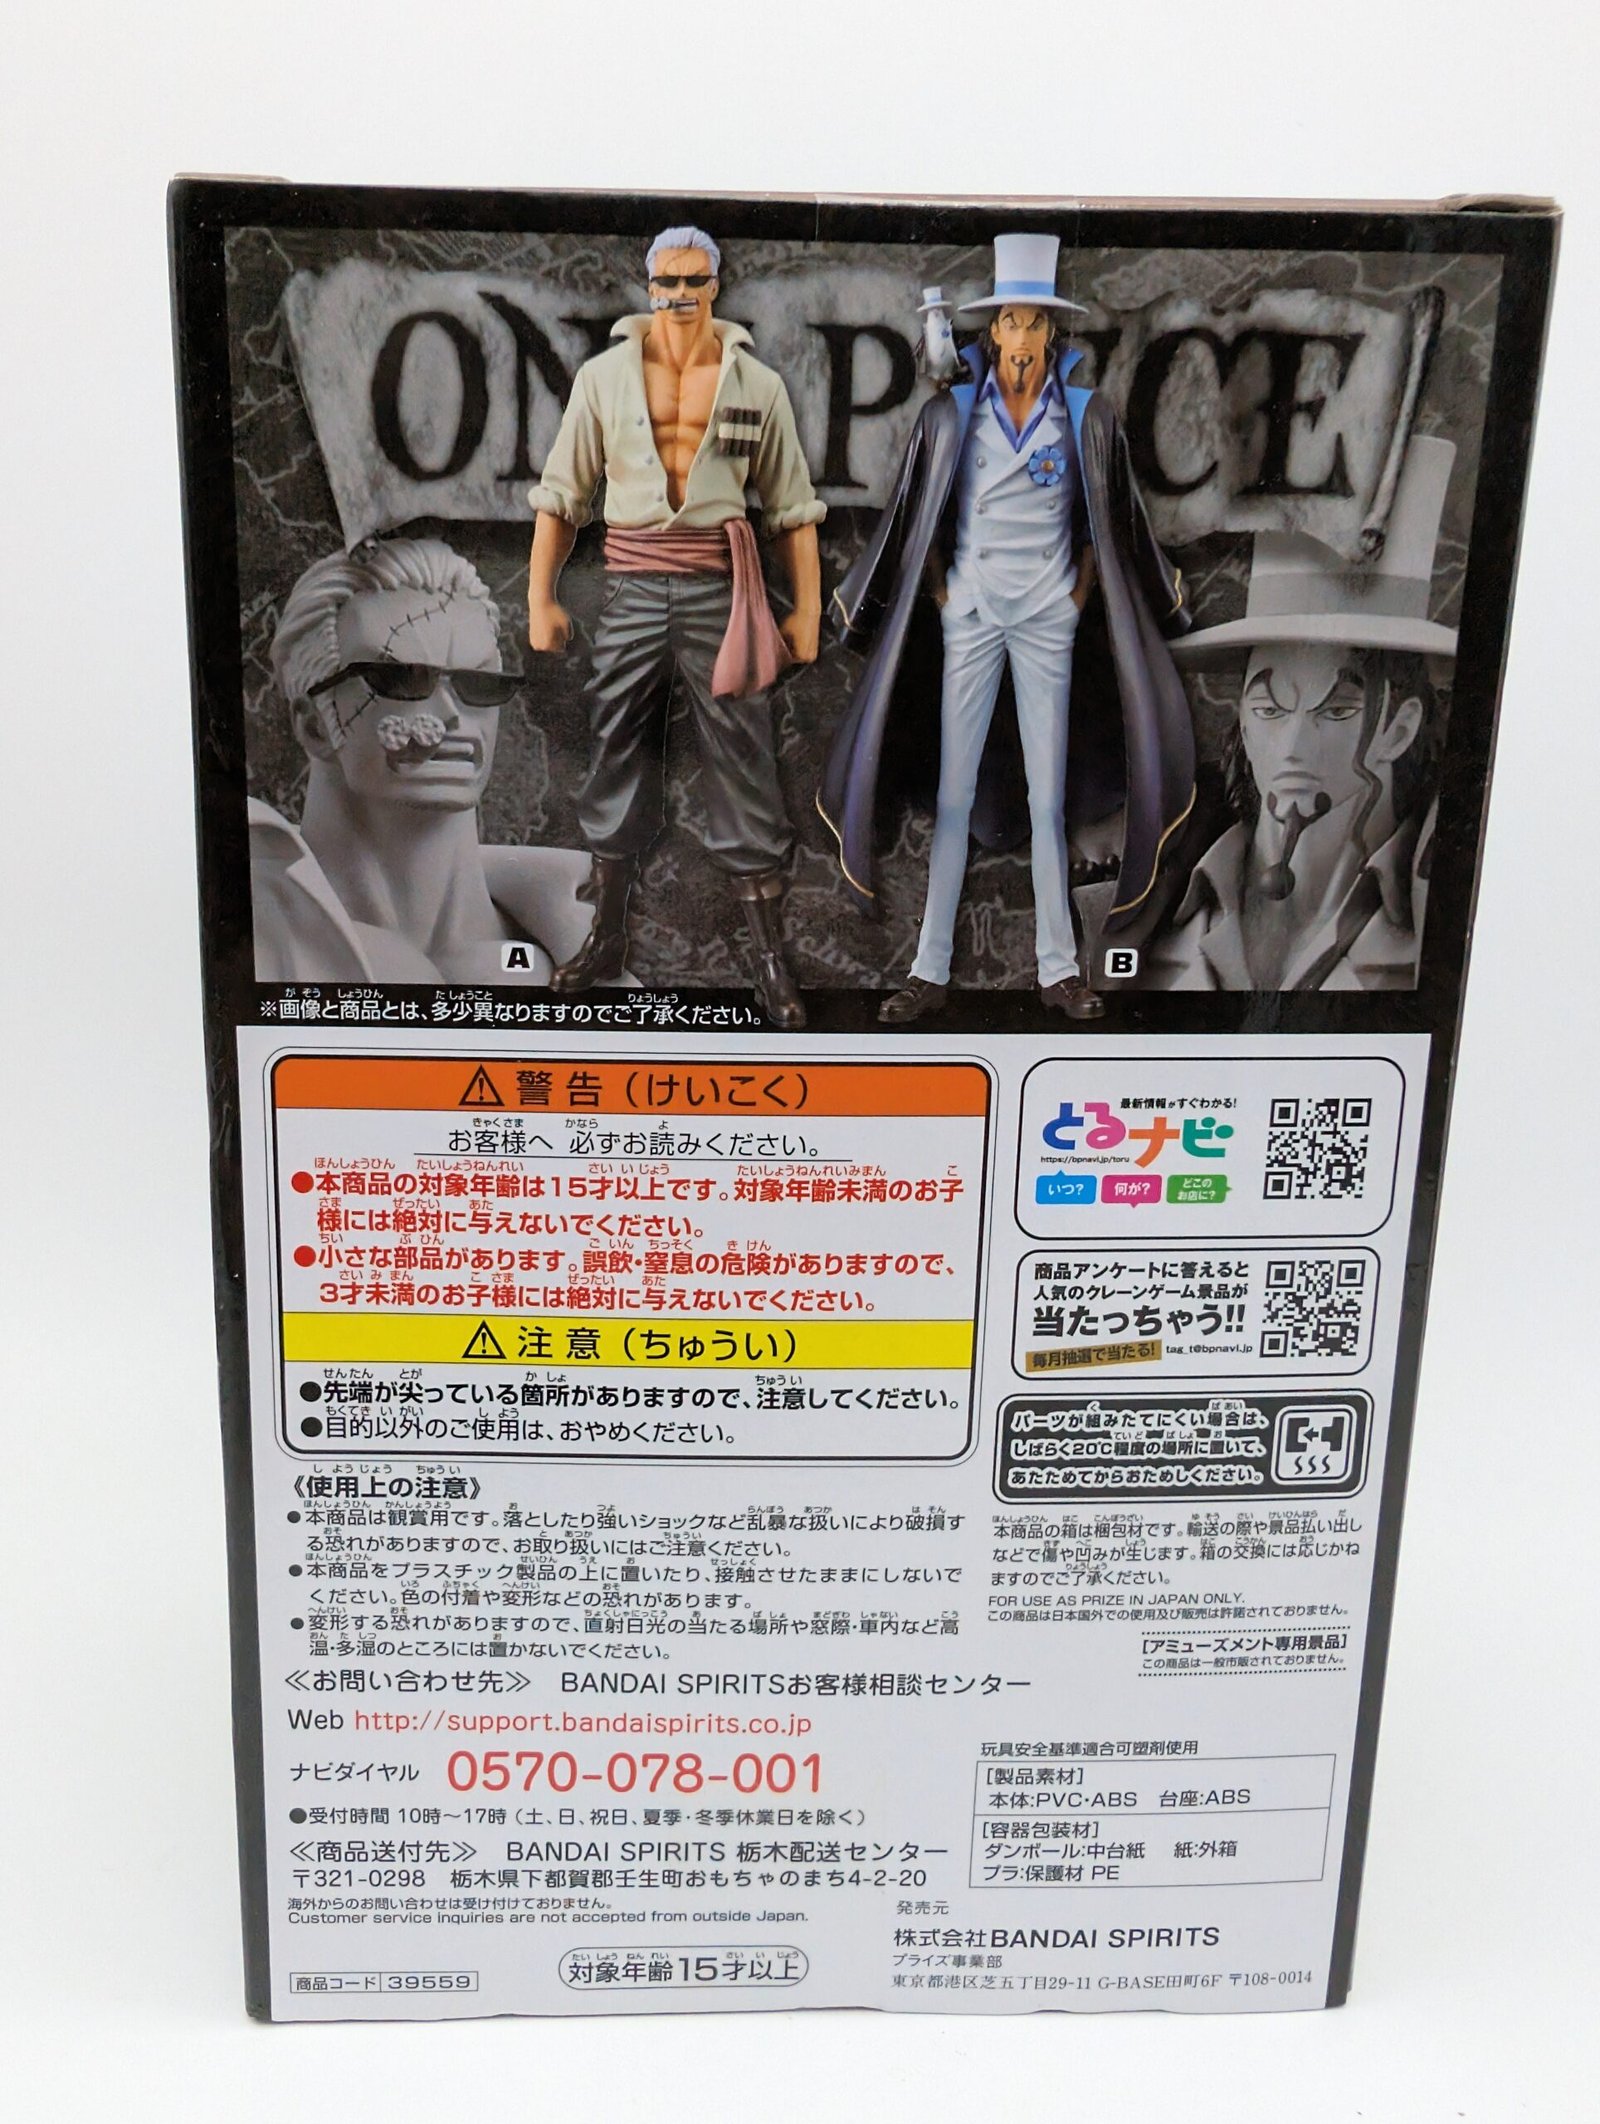 ONE PIECE
A
B
※画像と商品とは、多少異なりますのでご了承ください。
警告（けいこく）
お客様へ 必ずお読みください。
●本商品の対象年齢は15才以上です。対象年齢未満のお子
様には絶対に与えないでください。
●小さな部品があります。誤飲・窒息の危険がありますので、
3才未満のお子様には絶対に与えないでください。
注意（ちゅうい）
●先端が尖っている箇所がありますので、注意してください。
●目的以外のご使用は、おやめください。
《使用上の注意》
●本商品は観賞用です。落としたり強いショックなど乱暴な扱いにより破損す
る恐れがありますので、お取り扱いにはご注意ください。
●本商品をプラスチック製品の上に置いたり、接触させたままにしないで
ください。色の付着や変形などの恐れがあります。
●変形する恐れがありますので、直射日光の当たる場所や窓際・車内など高
温・多湿のところには置かないでください。
≪お問い合わせ先≫ BANDAI SPIRITSお客様相談センター
Web http://support.bandaispirits.co.jp
ナビダイヤル 0570-078-001
●受付時間 10時〜17時（土、日、祝日、夏季・冬季休業日を除く）
≪商品送付先≫ BANDAI SPIRITS 栃木配送センター
〒321-0298 栃木県下都賀郡壬生町おもちゃのまち4-2-20
海外からのお問い合わせは受け付けておりません。
Customer service inquiries are not accepted from outside Japan.
商品コード 39559
対象年齢15才以上
最新情報がすぐわかる!
とるナビ
https://bpnavi.jp/toru
いつ? 何が? どこのお店に?
商品アンケートに答えると
人気のクレーンゲーム景品が
当たっちゃう!!
毎月抽選で当たる! tag_t@bpnavi.jp
パーツが組みたてにくい場合は、
しばらく20℃程度の場所に置いて、
あたためてからおためしください。
本商品の箱は梱包材です。輸送の際や景品払い出し
などで傷や凹みが生じます。箱の交換には応じかね
ますのでご了承ください。
FOR USE AS PRIZE IN JAPAN ONLY.
この商品は日本国外での使用及び販売は許諾されておりません。
[アミューズメント専用景品]
この商品は一般市販されておりません。
玩具安全基準適合可塑剤使用
[製品素材]
本体:PVC・ABS 台座:ABS
[容器包装材]
ダンボール:中台紙 紙:外箱
プラ:保護材 PE
発売元
株式会社BANDAI SPIRITS
プライズ事業部
東京都港区芝五丁目29-11 G-BASE田町6F 〒108-0014